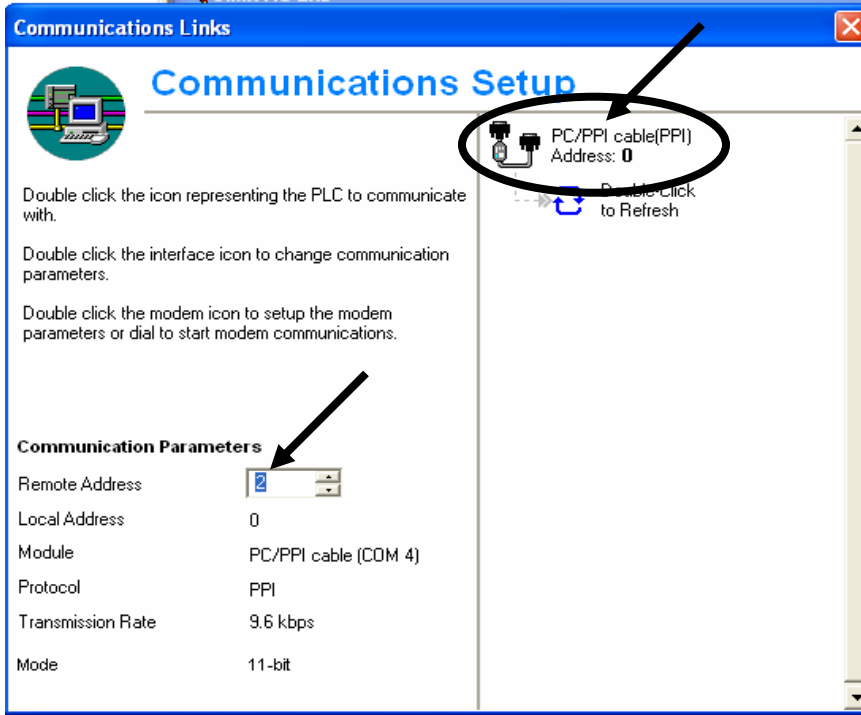 Communications Links
Communications Setup
Double click the icon representing the PLC to communicate
with.
Double click the interface icon to change communication
parameters.
Double click the modem icon to setup the modem
parameters or dial to start modem communications.
Communication Parameters
Remote Address 2
Local Address 0
Module PC/PPI cable (COM 4)
Protocol PPI
Transmission Rate 9.6 kbps
Mode 11-bit
PC/PPI cable(PPI)
Address: 0
Double-Click
to Refresh